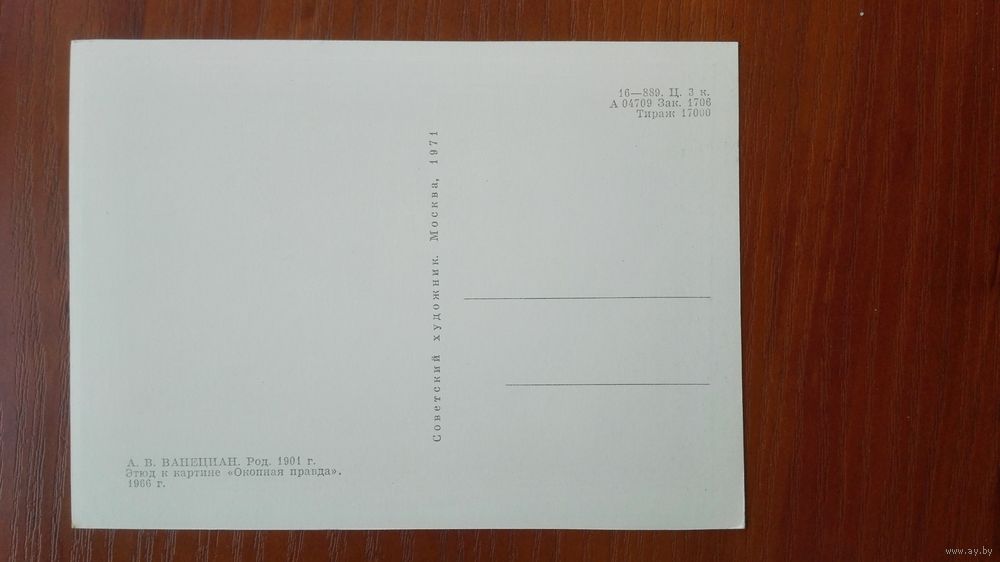 16—889. Ц. 3 к.
А 04709 Зак. 1706
Тираж 17000
Советский художник. Москва, 1971
А. В. ВАНЕЦИАН. Род. 1901 г.
Этюд к картине «Окопная правда».
1966 г.
www.ay.by